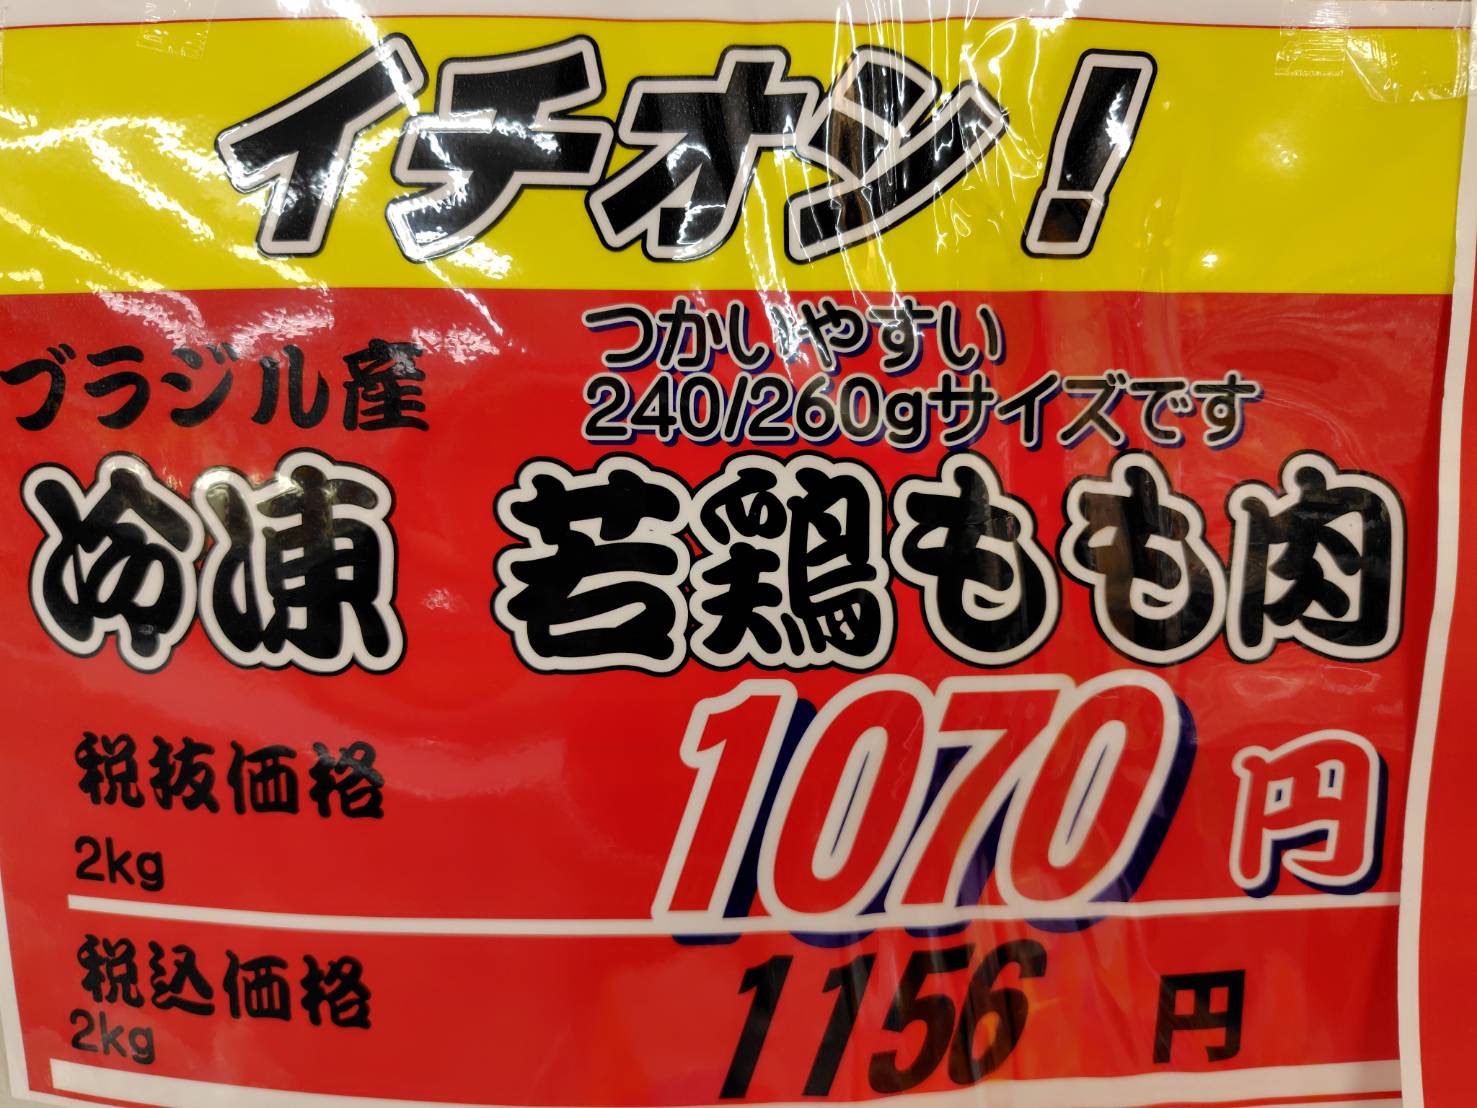 イチオシ!
つかいやすい
ブラジル産
240/260gサイズです
冷凍 若鶏もも肉
税抜価格
2kg
1070円
税込価格
2kg
1156円